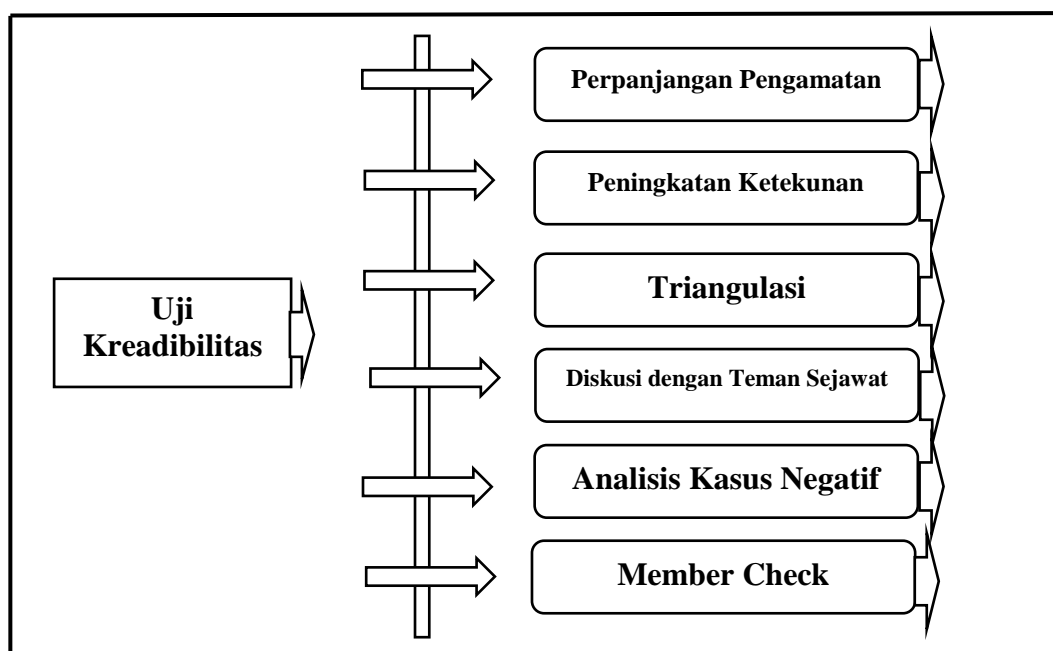 Uji
Kreadibilitas
Perpanjangan Pengamatan
Peningkatan Ketekunan
Triangulasi
Diskusi dengan Teman Sejawat
Analisis Kasus Negatif
Member Check